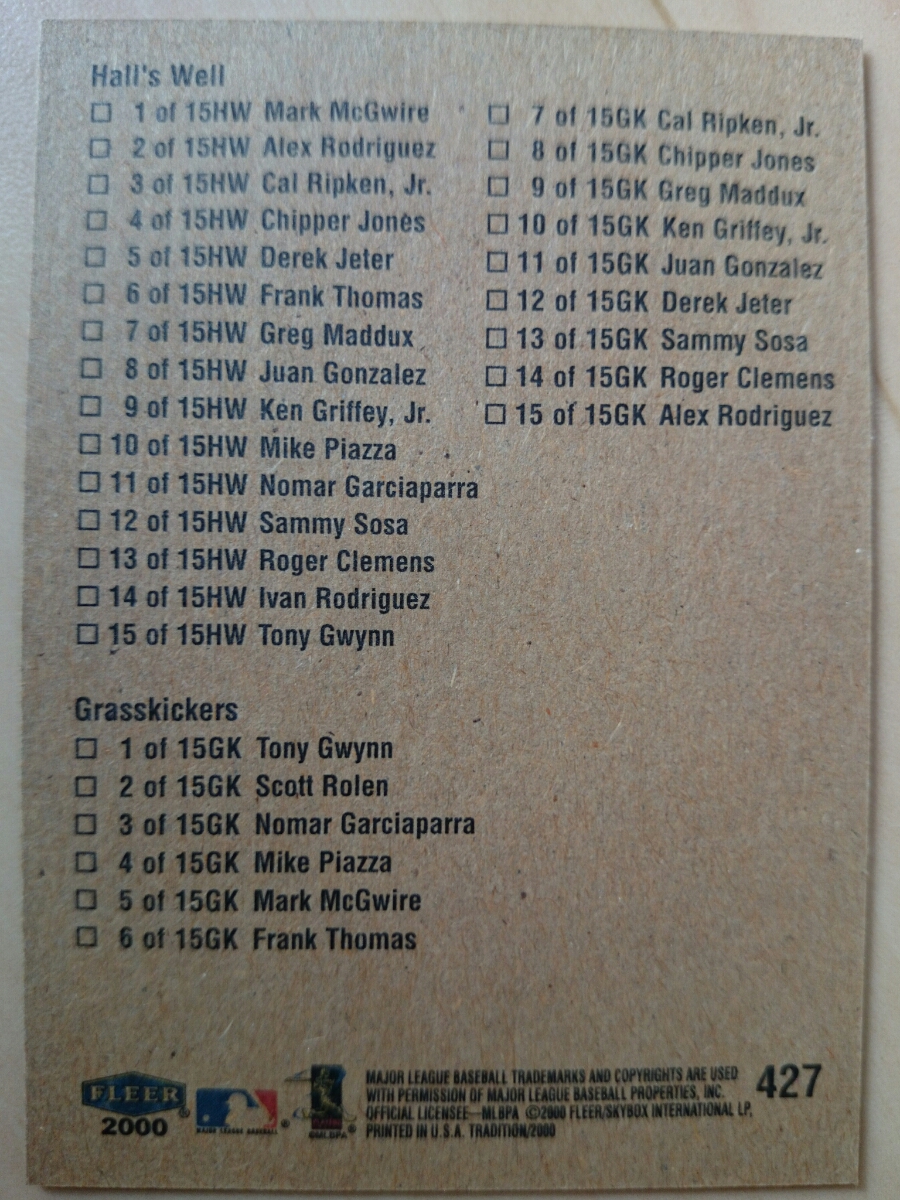 Hall's Well
☐ 1 of 15HW Mark McGwire
☐ 2 of 15HW Alex Rodriguez
☐ 3 of 15HW Cal Ripken, Jr.
☐ 4 of 15HW Chipper Jones
☐ 5 of 15HW Derek Jeter
☐ 6 of 15HW Frank Thomas
☐ 7 of 15HW Greg Maddux
☐ 8 of 15HW Juan Gonzalez
☐ 9 of 15HW Ken Griffey, Jr.
☐ 10 of 15HW Mike Piazza
☐ 11 of 15HW Nomar Garciaparra
☐ 12 of 15HW Sammy Sosa
☐ 13 of 15HW Roger Clemens
☐ 14 of 15HW Ivan Rodriguez
☐ 15 of 15HW Tony Gwynn
Grasskickers
☐ 1 of 15GK Tony Gwynn
☐ 2 of 15GK Scott Rolen
☐ 3 of 15GK Nomar Garciaparra
☐ 4 of 15GK Mike Piazza
☐ 5 of 15GK Mark McGwire
☐ 6 of 15GK Frank Thomas
☐ 7 of 15GK Cal Ripken, Jr.
☐ 8 of 15GK Chipper Jones
☐ 9 of 15GK Greg Maddux
☐ 10 of 15GK Ken Griffey, Jr.
☐ 11 of 15GK Juan Gonzalez
☐ 12 of 15GK Derek Jeter
☐ 13 of 15GK Sammy Sosa
☐ 14 of 15GK Roger Clemens
☐ 15 of 15GK Alex Rodriguez
FLEER®
2000
MAJOR LEAGUE BASEBALL ®
©MLBPA
MAJOR LEAGUE BASEBALL TRADEMARKS AND COPYRIGHTS ARE USED
WITH PERMISSION OF MAJOR LEAGUE BASEBALL PROPERTIES, INC.
OFFICIAL LICENSEE—MLBPA ©2000 FLEER/SKYBOX INTERNATIONAL LP.
PRINTED IN U.S.A. TRADITION/2000
427